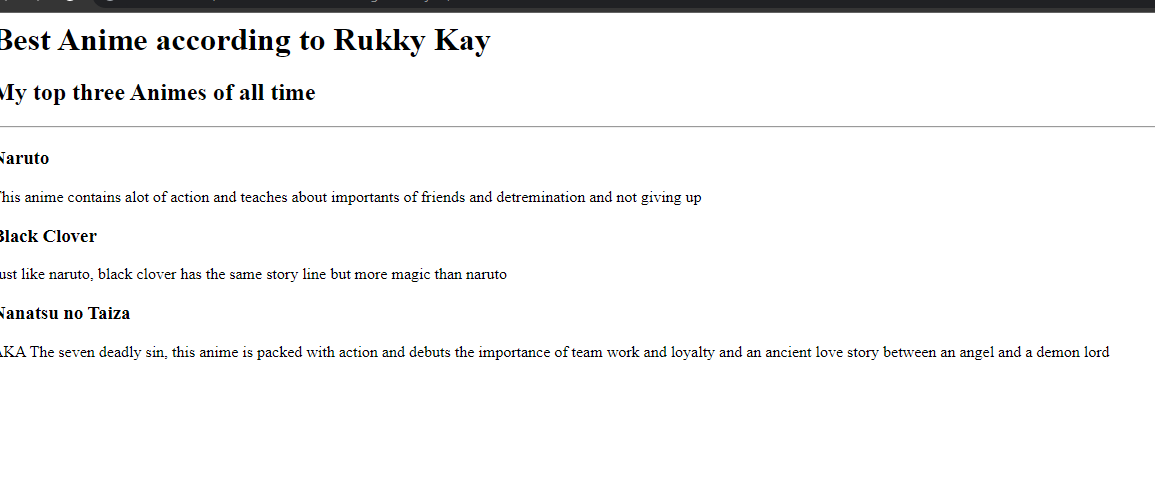 Best Anime according to Rukky Kay
My top three Animes of all time
Naruto
This anime contains alot of action and teaches about importants of friends and detremination and not giving up
Black Clover
Just like naruto, black clover has the same story line but more magic than naruto
Nanatsu no Taiza
AKA The seven deadly sin, this anime is packed with action and debuts the importance of team work and loyalty and an ancient love story between an angel and a demon lord